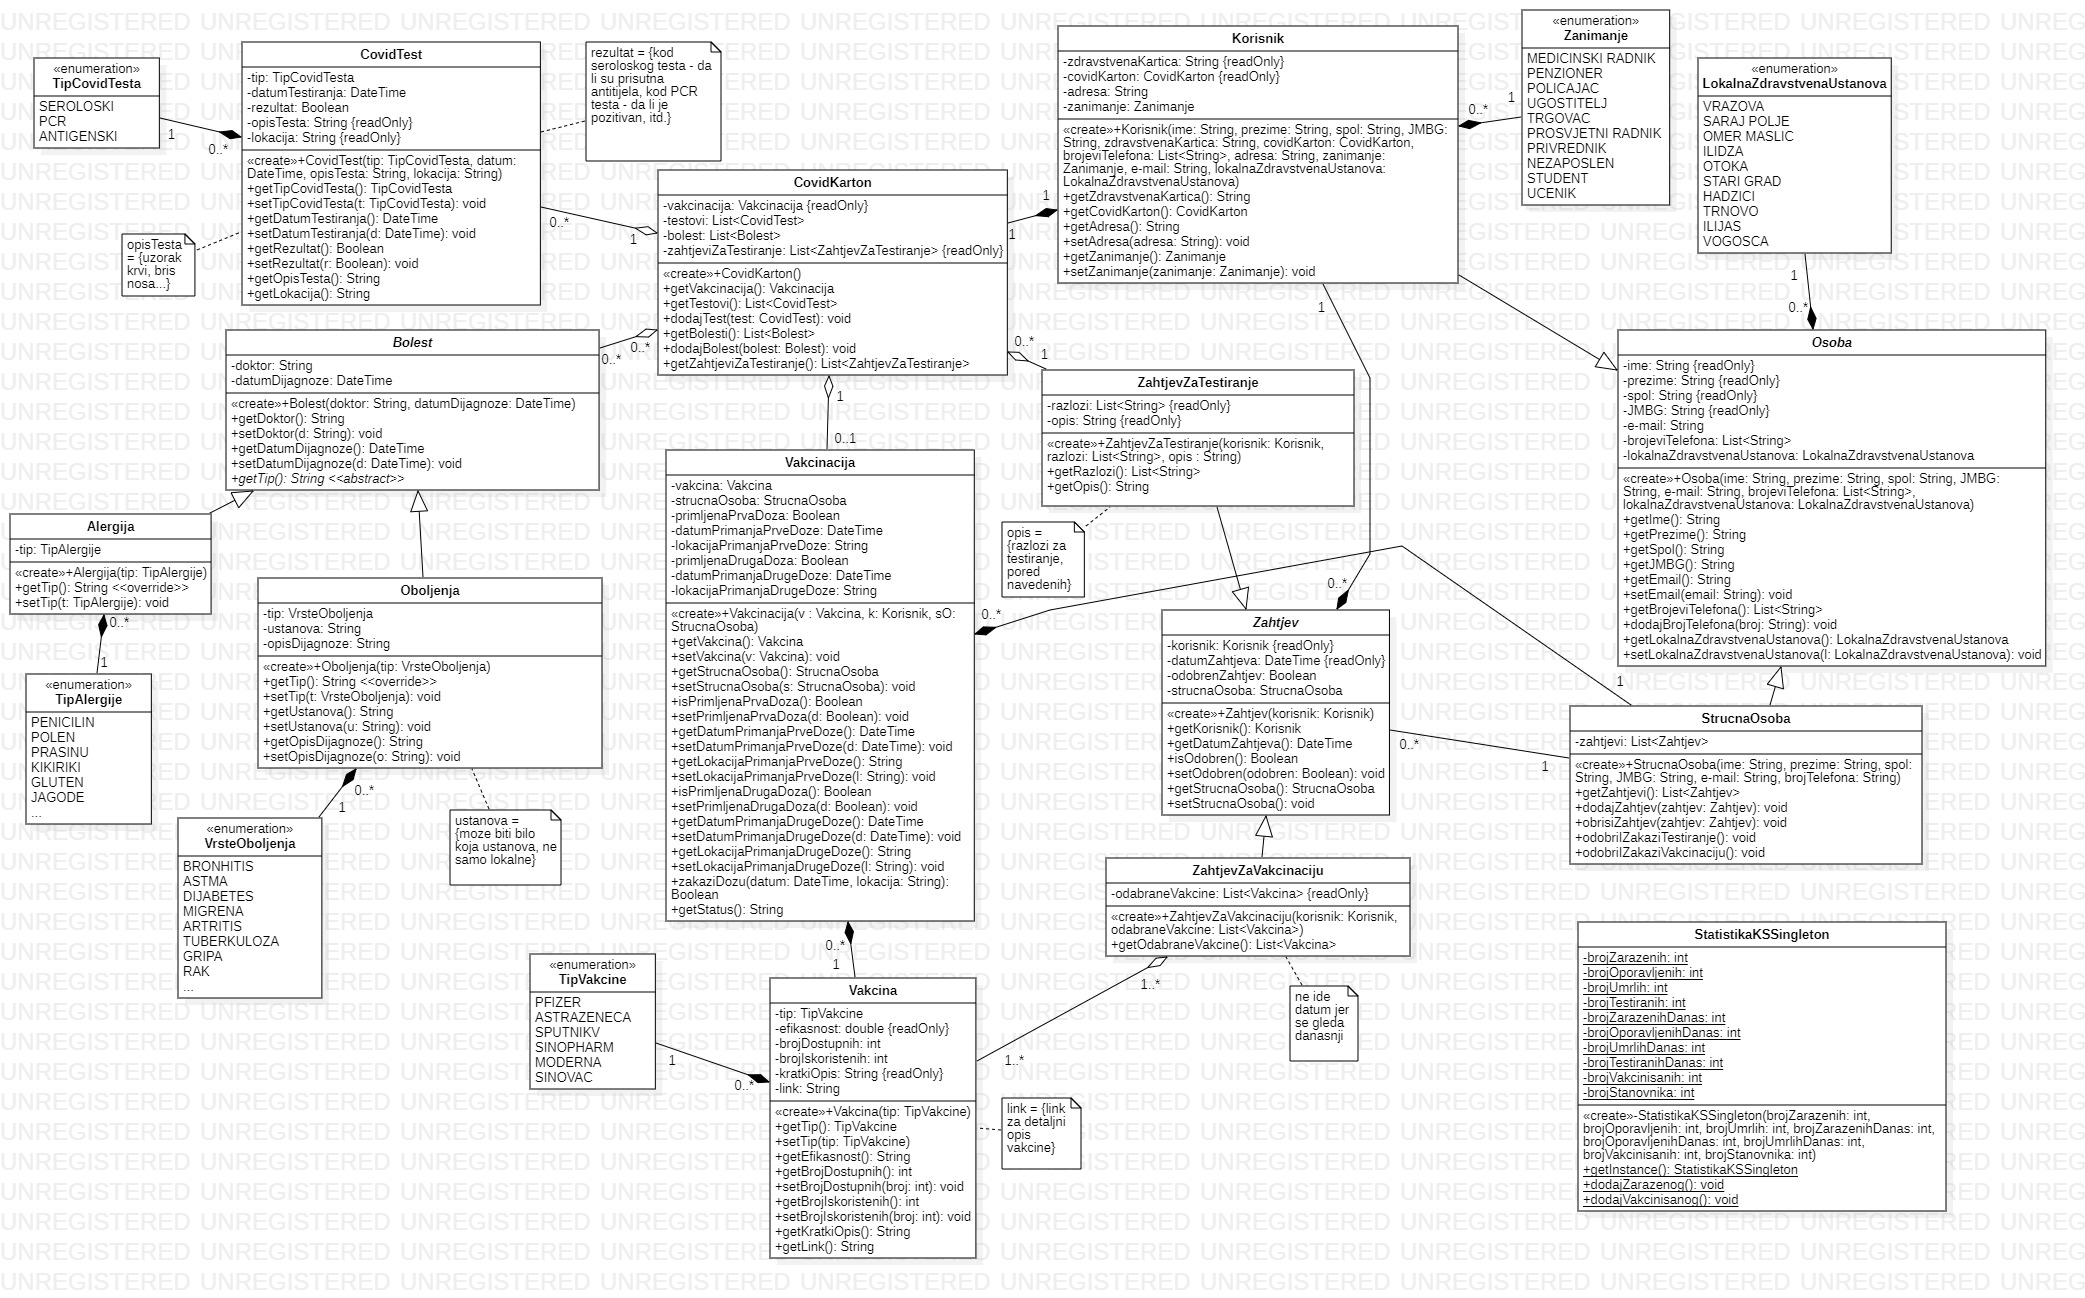 «enumeration»
TipCovidTesta
SEROLOSKI
PCR
ANTIGENSKI
1
0..*
CovidTest
-tip: TipCovidTesta
-datumTestiranja: DateTime
-rezultat: Boolean
-opisTesta: String {readOnly}
-lokacija: String {readOnly}
«create»+CovidTest(tip: TipCovidTesta, datum:
DateTime, opisTesta: String, lokacija: String)
+getTipCovidTesta(): TipCovidTesta
+setTipCovidTesta(t: TipCovidTesta): void
+getDatumTestiranja(): DateTime
+setDatumTestiranja(d: DateTime): void
+getRezultat(): Boolean
+setRezultat(r: Boolean): void
+getOpisTesta(): String
+getLokacija(): String
rezultat = {kod
seroloskog testa - da
li su prisutna
antitijela, kod PCR
testa - da li je
pozitivan, itd.}
opisTesta
= {uzorak
krvi, bris
nosa...}
0..*
1
CovidKarton
-vakcinacija: Vakcinacija {readOnly}
-testovi: List<CovidTest>
-bolest: List<Bolest>
-zahtjeviZaTestiranje: List<ZahtjevZaTestiranje> {readOnly}
«create»+CovidKarton()
+getVakcinacija(): Vakcinacija
+getTestovi(): List<CovidTest>
+dodajTest(test: CovidTest): void
+getBolesti(): List<Bolest>
+dodajBolest(bolest: Bolest): void
+getZahtjeviZaTestiranje(): List<ZahtjevZaTestiranje>
1
1
Korisnik
-zdravstvenaKartica: String {readOnly}
-covidKarton: CovidKarton {readOnly}
-adresa: String
-zanimanje: Zanimanje
«create»+Korisnik(ime: String, prezime: String, spol: String, JMBG:
String, zdravstvenaKartica: String, covidKarton: CovidKarton,
brojeviTelefona: List<String>, adresa: String, zanimanje:
Zanimanje, e-mail: String, lokalnaZdravstvenaUstanova:
LokalnaZdravstvenaUstanova)
+getZdravstvenaKartica(): String
+getCovidKarton(): CovidKarton
+getAdresa(): String
+setAdresa(adresa: String): void
+getZanimanje(): Zanimanje
+setZanimanje(zanimanje: Zanimanje): void
0..*
1
«enumeration»
Zanimanje
MEDICINSKI RADNIK
PENZIONER
POLICAJAC
UGOSTITELJ
TRGOVAC
PROSVJETNI RADNIK
PRIVREDNIK
NEZAPOSLEN
STUDENT
UCENIK
«enumeration»
LokalnaZdravstvenaUstanova
VRAZOVA
SARAJ POLJE
OMER MASLIC
ILIDZA
OTOKA
STARI GRAD
HADZICI
TRNOVO
ILIJAS
VOGOSCA
1
0..*
Osoba
-ime: String {readOnly}
-prezime: String {readOnly}
-spol: String {readOnly}
-JMBG: String {readOnly}
-e-mail: String
-brojeviTelefona: List<String>
-lokalnaZdravstvenaUstanova: LokalnaZdravstvenaUstanova
«create»+Osoba(ime: String, prezime: String, spol: String, JMBG:
String, e-mail: String, brojeviTelefona: List<String>,
lokalnaZdravstvenaUstanova: LokalnaZdravstvenaUstanova)
+getIme(): String
+getPrezime(): String
+getSpol(): String
+getJMBG(): String
+getEmail(): String
+setEmail(email: String): void
+getBrojeviTelefona(): List<String>
+dodajBrojTelefona(broj: String): void
+getLokalnaZdravstvenaUstanova(): LokalnaZdravstvenaUstanova
+setLokalnaZdravstvenaUstanova(l: LokalnaZdravstvenaUstanova): void
Bolest
-doktor: String
-datumDijagnoze: DateTime
«create»+Bolest(doktor: String, datumDijagnoze: DateTime)
+getDoktor(): String
+setDoktor(d: String): void
+getDatumDijagnoze(): DateTime
+setDatumDijagnoze(d: DateTime): void
+getTip(): String <<abstract>>
0..*
0..*
0..*
1
1
ZahtjevZaTestiranje
-razlozi: List<String> {readOnly}
-opis: String {readOnly}
«create»+ZahtjevZaTestiranje(korisnik: Korisnik,
razlozi: List<String>, opis : String)
+getRazlozi(): List<String>
+getOpis(): String
opis =
{razlozi za
testiranje,
pored
navedenih}
1
0..1
Alergija
-tip: TipAlergije
«create»+Alergija(tip: TipAlergije)
+getTip(): String <<override>>
+setTip(t: TipAlergije): void
0..*
1
«enumeration»
TipAlergije
PENICILIN
POLEN
PRASINU
KIKIRIKI
GLUTEN
JAGODE
...
Oboljenja
-tip: VrsteOboljenja
-ustanova: String
-opisDijagnoze: String
«create»+Oboljenja(tip: VrsteOboljenja)
+getTip(): String <<override>>
+setTip(t: VrsteOboljenja): void
+getUstanova(): String
+setUstanova(u: String): void
+getOpisDijagnoze(): String
+setOpisDijagnoze(o: String): void
0..*
1
«enumeration»
VrsteOboljenja
BRONHITIS
ASTMA
DIJABETES
MIGRENA
ARTRITIS
TUBERKULOZA
GRIPA
RAK
...
ustanova =
{moze biti bilo
koja ustanova, ne
samo lokalne}
Vakcinacija
-vakcina: Vakcina
-strucnaOsoba: StrucnaOsoba
-primljenaPrvaDoza: Boolean
-datumPrimanjaPrveDoze: DateTime
-lokacijaPrimanjaPrveDoze: String
-primljenaDrugaDoza: Boolean
-datumPrimanjaDrugeDoze: DateTime
-lokacijaPrimanjaDrugeDoze: String
«create»+Vakcinacija(v : Vakcina, k: Korisnik, sO:
StrucnaOsoba)
+getVakcina(): Vakcina
+setVakcina(v: Vakcina): void
+getStrucnaOsoba(): StrucnaOsoba
+setStrucnaOsoba(s: StrucnaOsoba): void
+isPrimljenaPrvaDoza(): Boolean
+setPrimljenaPrvaDoza(d: Boolean): void
+getDatumPrimanjaPrveDoze(): DateTime
+setDatumPrimanjaPrveDoze(d: DateTime): void
+getLokacijaPrimanjaPrveDoze(): String
+setLokacijaPrimanjaPrveDoze(l: String): void
+isPrimljenaDrugaDoza(): Boolean
+setPrimljenaDrugaDoza(d: Boolean): void
+getDatumPrimanjaDrugeDoze(): DateTime
+setDatumPrimanjaDrugeDoze(d: DateTime): void
+getLokacijaPrimanjaDrugeDoze(): String
+setLokacijaPrimanjaDrugeDoze(l: String): void
+zakaziDozu(datum: DateTime, lokacija: String):
Boolean
+getStatus(): String
0..*
1
0..*
Zahtjev
-korisnik: Korisnik {readOnly}
-datumZahtjeva: DateTime {readOnly}
-odobrenZahtjev: Boolean
-strucnaOsoba: StrucnaOsoba
«create»+Zahtjev(korisnik: Korisnik)
+getKorisnik(): Korisnik
+getDatumZahtjeva(): DateTime
+isOdobren(): Boolean
+setOdobren(odobren: Boolean): void
+getStrucnaOsoba(): StrucnaOsoba
+setStrucnaOsoba(): void
0..*
1
StrucnaOsoba
-zahtjevi: List<Zahtjev>
«create»+StrucnaOsoba(ime: String, prezime: String, spol:
String, JMBG: String, e-mail: String, brojTelefona: String)
+getZahtjevi(): List<Zahtjev>
+dodajZahtjev(zahtjev: Zahtjev): void
+obrisiZahtjev(zahtjev: Zahtjev): void
+odobrilZakaziTestiranje(): void
+odobrilZakaziVakcinaciju(): void
ZahtjevZaVakcinaciju
-odabraneVakcine: List<Vakcina> {readOnly}
«create»+ZahtjevZaVakcinaciju(korisnik: Korisnik,
odabraneVakcine: List<Vakcina>)
+getOdabraneVakcine(): List<Vakcina>
1..*
1..*
ne ide
datum jer
se gleda
danasnji
0..*
1
«enumeration»
TipVakcine
PFIZER
ASTRAZENECA
SPUTNIKV
SINOPHARM
MODERNA
SINOVAC
1
0..*
Vakcina
-tip: TipVakcine
-efikasnost: double {readOnly}
-brojDostupnih: int
-brojIskoristenih: int
-kratkiOpis: String {readOnly}
-link: String
«create»+Vakcina(tip: TipVakcine)
+getTip(): TipVakcine
+setTip(tip: TipVakcine)
+getEfikasnost(): String
+getBrojDostupnih(): int
+setBrojDostupnih(broj: int): void
+getBrojIskoristenih(): int
+setBrojIskoristenih(broj: int): void
+getKratkiOpis(): String
+getLink(): String
link = {link
za detaljni
opis
vakcine}
StatistikaKSSingleton
-brojZarazenih: int
-brojOporavljenih: int
-brojUmrlih: int
-brojTestiranih: int
-brojZarazenihDanas: int
-brojOporavljenihDanas: int
-brojUmrlihDanas: int
-brojTestiranihDanas: int
-brojVakcinisanih: int
-brojStanovnika: int
«create»-StatistikaKSSingleton(brojZarazenih: int,
brojOporavljenih: int, brojUmrlih: int, brojZarazenihDanas: int,
brojOporavljenihDanas: int, brojUmrlihDanas: int,
brojVakcinisanih: int, brojStanovnika: int)
+getInstance(): StatistikaKSSingleton
+dodajZarazenog(): void
+dodajVakcinisanog(): void
UNREGISTERED